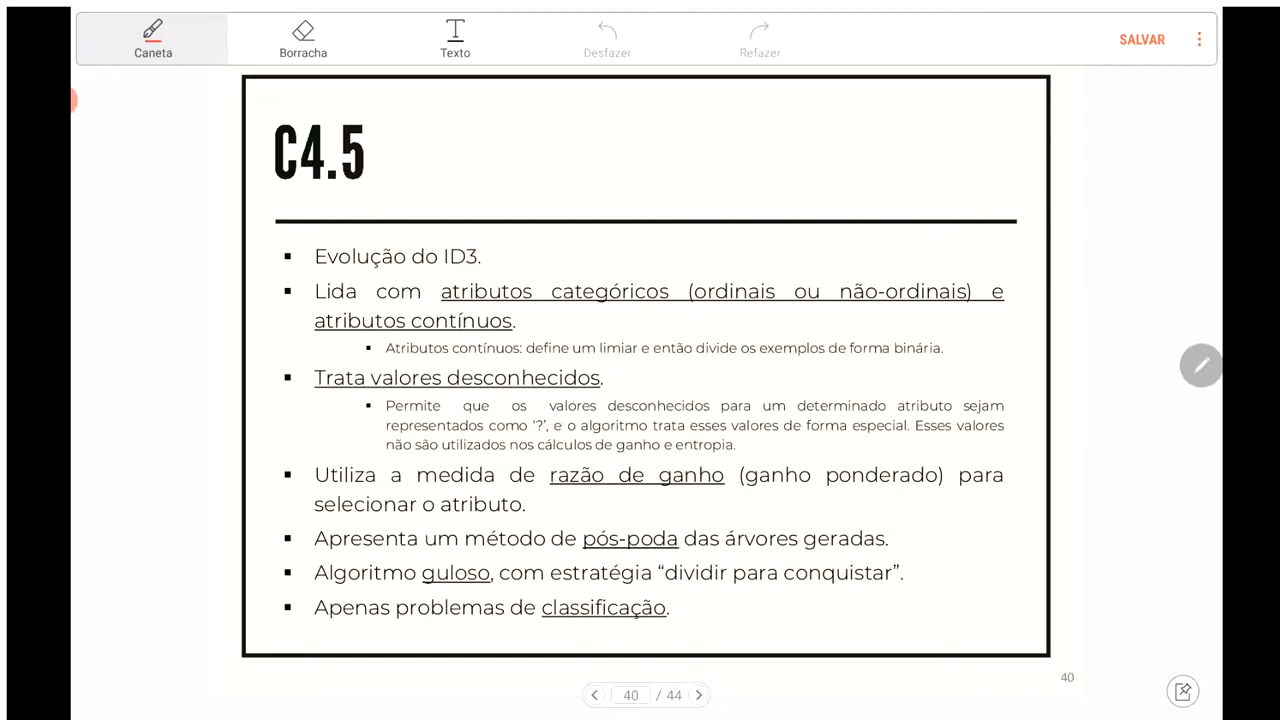 Caneta
Borracha
Texto
Desfazer
Refazer
SALVAR
C4.5
▪ Evolução do ID3.
▪ Lida com atributos categóricos (ordinais ou não-ordinais) e
atributos contínuos.
▪ Atributos contínuos: define um limiar e então divide os exemplos de forma binária.
▪ Trata valores desconhecidos.
▪ Permite que os valores desconhecidos para um determinado atributo sejam
representados como '?', e o algoritmo trata esses valores de forma especial. Esses valores
não são utilizados nos cálculos de ganho e entropia.
▪ Utiliza a medida de razão de ganho (ganho ponderado) para
selecionar o atributo.
▪ Apresenta um método de pós-poda das árvores geradas.
▪ Algoritmo guloso, com estratégia “dividir para conquistar”.
▪ Apenas problemas de classificação.
40
40 / 44